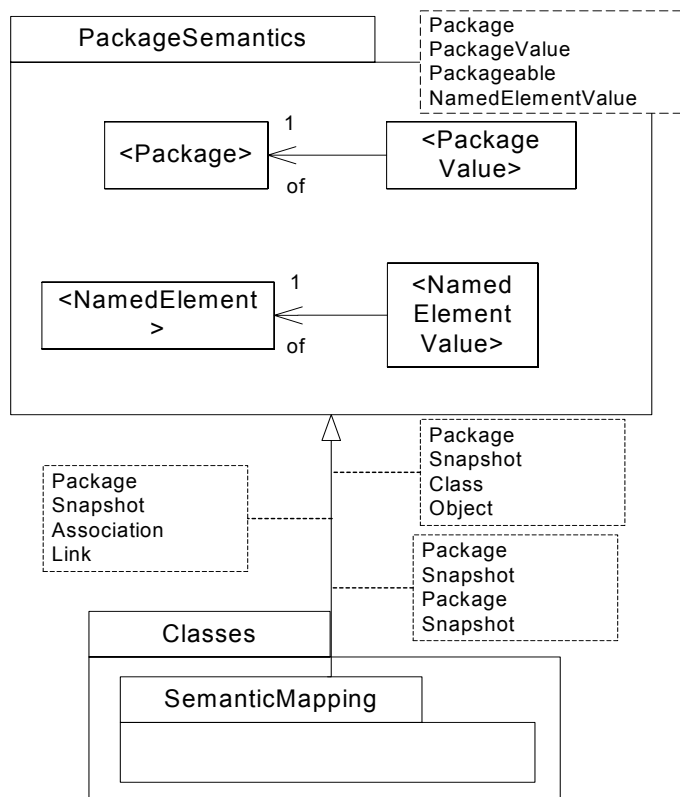 PackageSemantics
Package
PackageValue
Packageable
NamedElementValue
1
<Package>
of
<Package
Value>
1
<NamedElement
>
of
<Named
Element
Value>
Package
Snapshot
Class
Object
Package
Snapshot
Association
Link
Package
Snapshot
Package
Snapshot
Classes
SemanticMapping